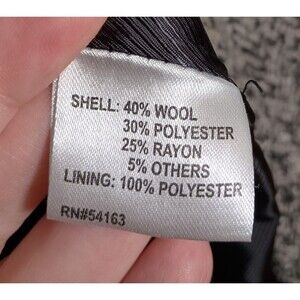 SHELL: 40% WOOL
30% POLYESTER
25% RAYON
5% OTHERS
LINING: 100% POLYESTER
RN#54163